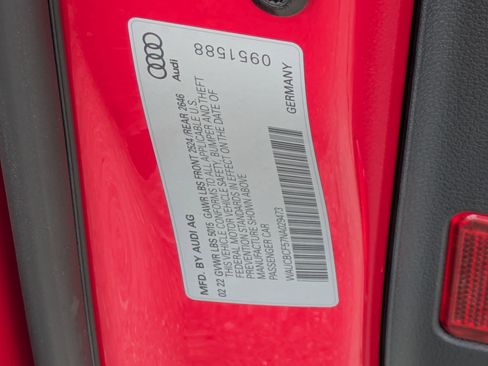 Audi
0951588
MFD. BY AUDI AG
GERMANY
02 22 GVWR LBS 5015 GAWR LBS FRONT 2524 /REAR 2646
THIS VEHICLE CONFORMS TO ALL APPLICABLE U.S.
FEDERAL MOTOR VEHICLE SAFETY, BUMPER AND THEFT
PREVENTION STANDARDS IN EFFECT ON THE DATE OF
MANUFACTURE SHOWN ABOVE
PASSENGER CAR